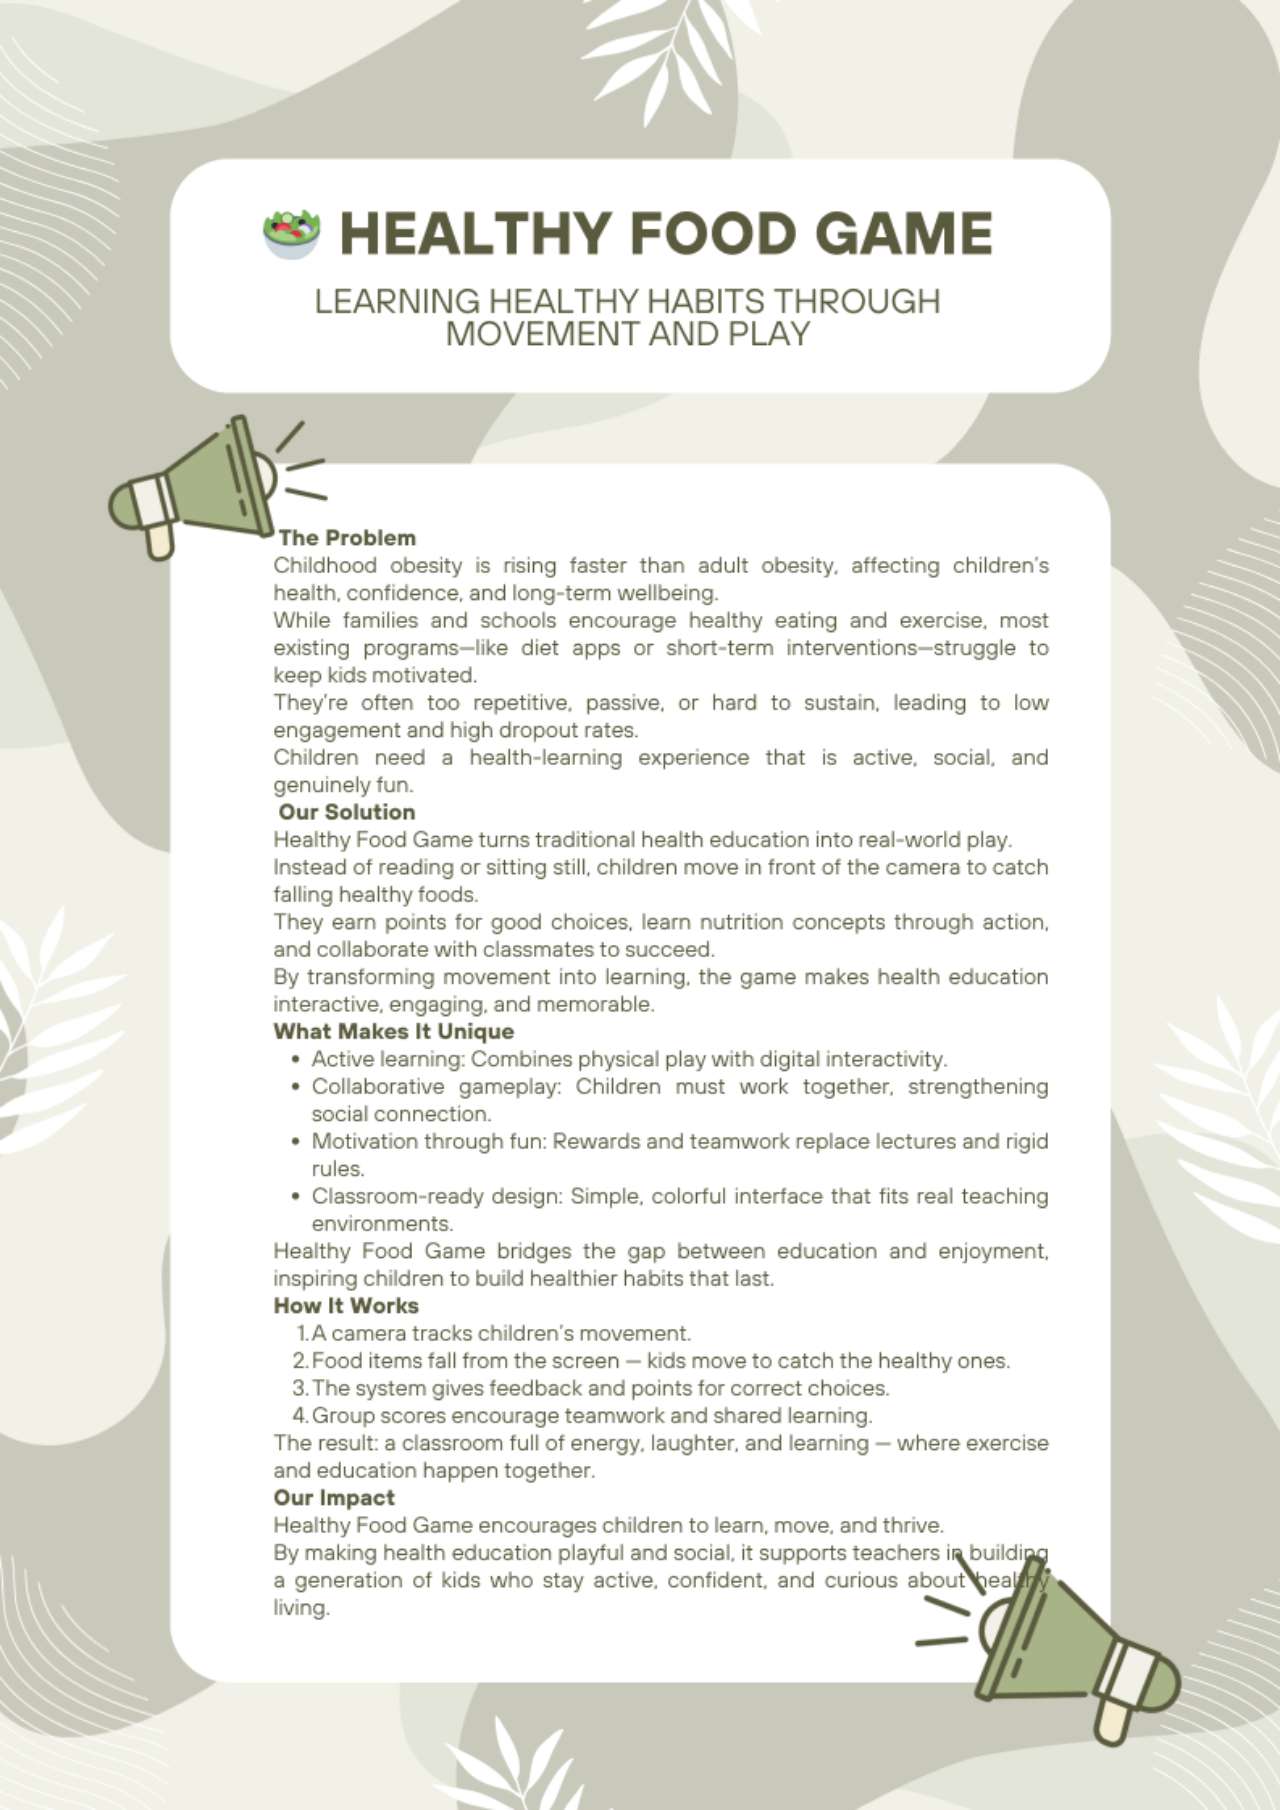 HEALTHY FOOD GAME
LEARNING HEALTHY HABITS THROUGH
MOVEMENT AND PLAY
The Problem
Childhood obesity is rising faster than adult obesity, affecting children's
health, confidence, and long-term wellbeing.
While families and schools encourage healthy eating and exercise, most
existing programs—like diet apps or short-term interventions—struggle to
keep kids motivated.
They're often too repetitive, passive, or hard to sustain, leading to low
engagement and high dropout rates.
Children need a health-learning experience that is active, social, and
genuinely fun.
Our Solution
Healthy Food Game turns traditional health education into real-world play.
Instead of reading or sitting still, children move in front of the camera to catch
falling healthy foods.
They earn points for good choices, learn nutrition concepts through action,
and collaborate with classmates to succeed.
By transforming movement into learning, the game makes health education
interactive, engaging, and memorable.
What Makes It Unique
• Active learning: Combines physical play with digital interactivity.
• Collaborative gameplay: Children must work together, strengthening
social connection.
• Motivation through fun: Rewards and teamwork replace lectures and rigid
rules.
• Classroom-ready design: Simple, colorful interface that fits real teaching
environments.
Healthy Food Game bridges the gap between education and enjoyment,
inspiring children to build healthier habits that last.
How It Works
1. A camera tracks children's movement.
2. Food items fall from the screen — kids move to catch the healthy ones.
3. The system gives feedback and points for correct choices.
4. Group scores encourage teamwork and shared learning.
The result: a classroom full of energy, laughter, and learning — where exercise
and education happen together.
Our Impact
Healthy Food Game encourages children to learn, move, and thrive.
By making health education playful and social, it supports teachers in building
a generation of kids who stay active, confident, and curious about healthy
living.